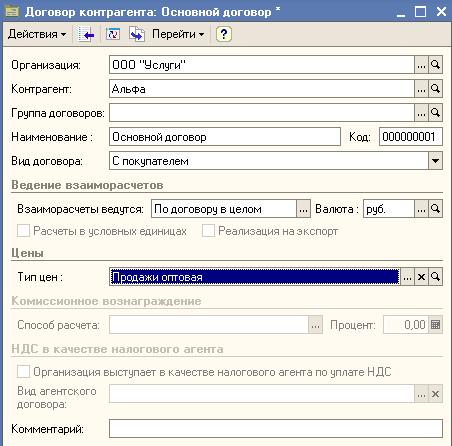 Договор контрагента: Основной договор *
Действия Перейти ?
Организация: ООО "Услуги" ...
Контрагент: Альфа ...
Группа договоров: ...
Наименование : Основной договор Код: 000000001
Вид договора: С покупателем
Ведение взаиморасчетов
Взаиморасчеты ведутся: По договору в целом ... Валюта : руб. ...
Расчеты в условных единицах Реализация на экспорт
Цены
Тип цен : Продажи оптовая ... x
Комиссионное вознаграждение
Способ расчета: ... Процент: 0,00
НДС в качестве налогового агента
Организация выступает в качестве налогового агента по уплате НДС
Вид агентского
договора: ... x
Комментарий: